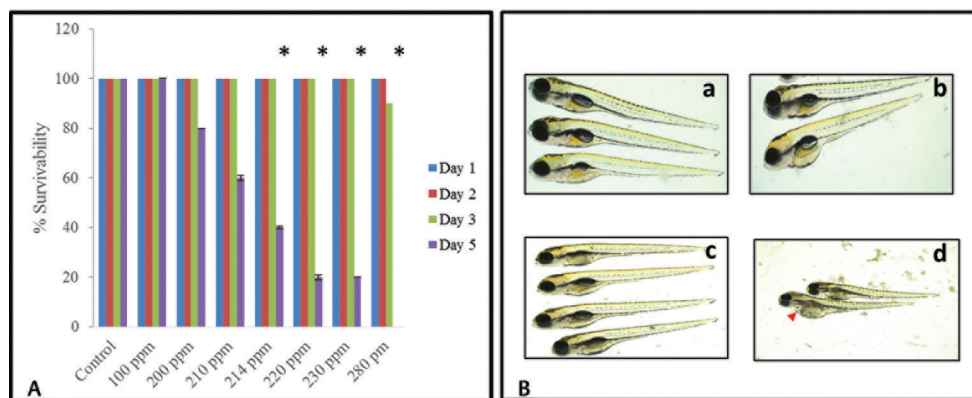 120
100
80
60
40
20
0
% Survivability
* * * *
Control
100 ppm
200 ppm
210 ppm
214 ppm
220 ppm
230 ppm
280 pm
Day 1
Day 2
Day 3
Day 5
A
a
b
c
d
B